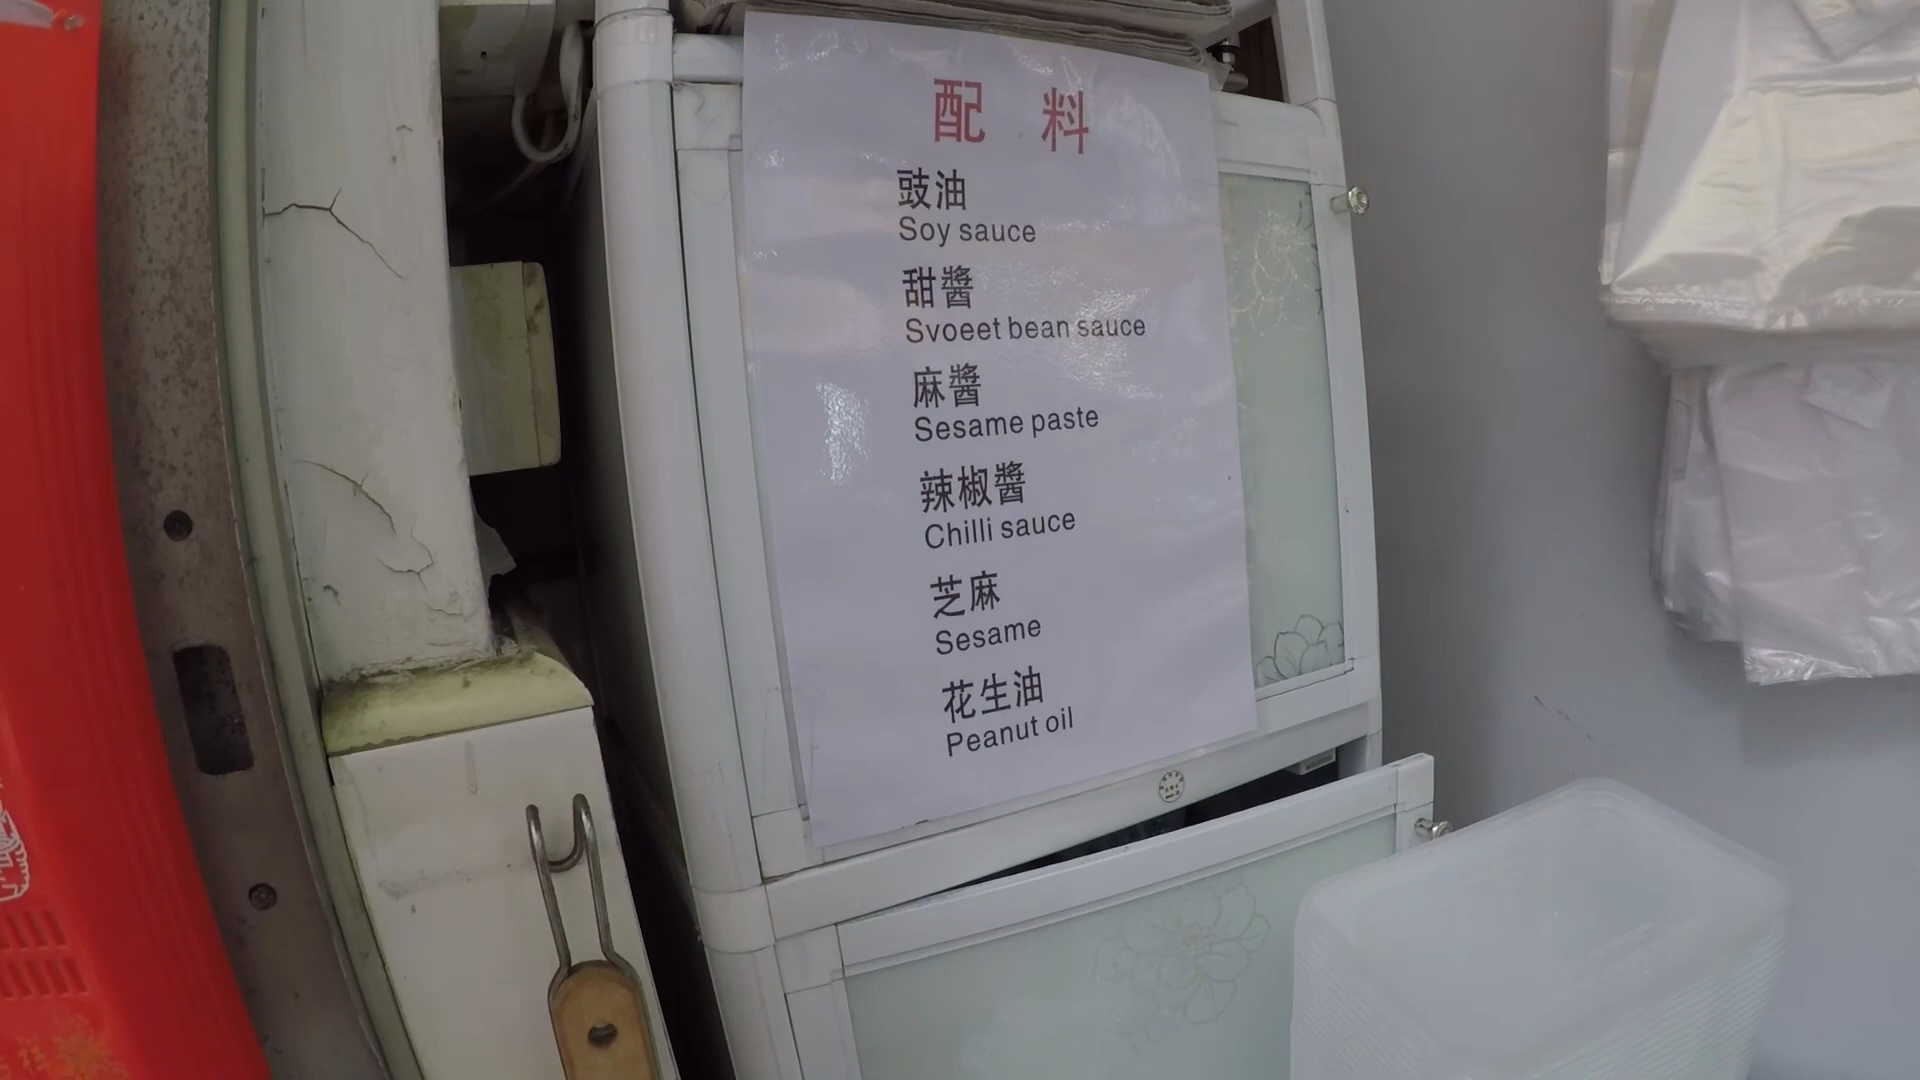 配料
豉油
Soy sauce
甜醬
Svoeet bean sauce
麻醬
Sesame paste
辣椒醬
Chilli sauce
芝麻
Sesame
花生油
Peanut oil